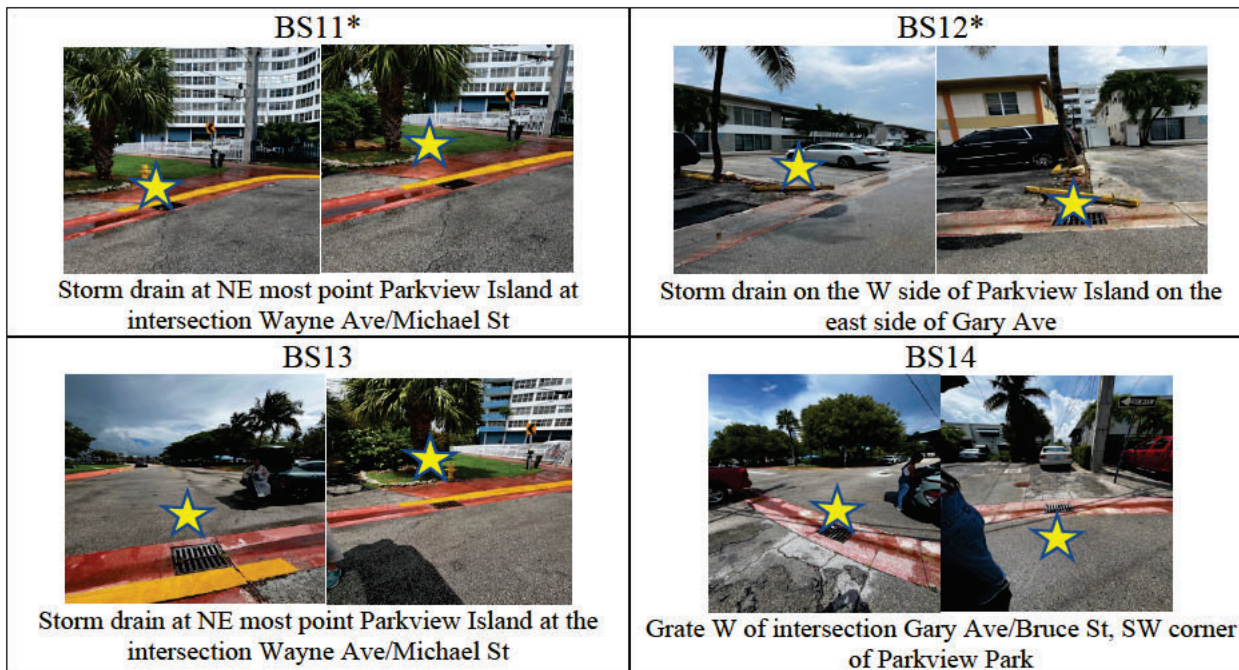 BS11*
Storm drain at NE most point Parkview Island at
intersection Wayne Ave/Michael St
BS12*
Storm drain on the W side of Parkview Island on the
east side of Gary Ave
BS13
Storm drain at NE most point Parkview Island at the
intersection Wayne Ave/Michael St
BS14
Grate W of intersection Gary Ave/Bruce St, SW corner
of Parkview Park